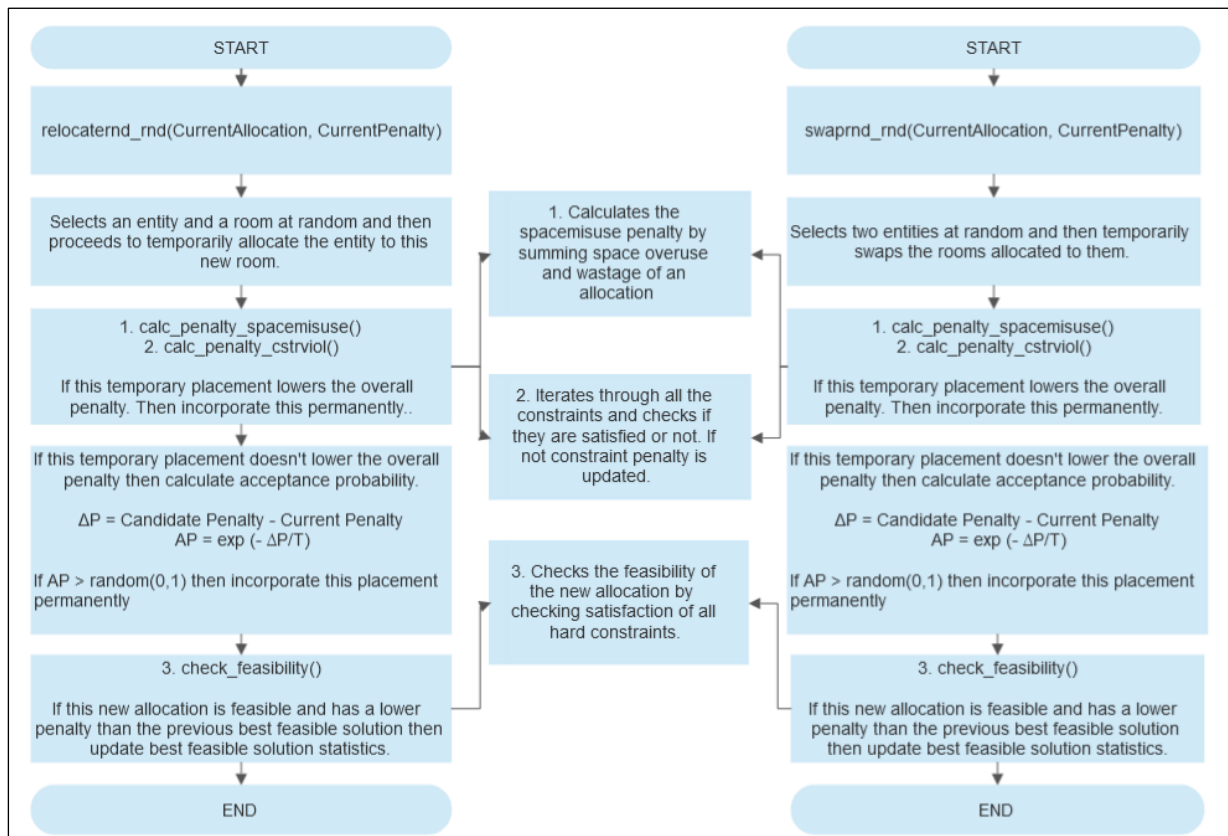 START
relocaternd_rnd(CurrentAllocation, CurrentPenalty)
Selects an entity and a room at random and then
proceeds to temporarily allocate the entity to this
new room.
1. calc_penalty_spacemisuse()
2. calc_penalty_cstrviol()
If this temporary placement lowers the overall
penalty. Then incorporate this permanently..
If this temporary placement doesn't lower the overall
penalty then calculate acceptance probability.
ΔP = Candidate Penalty - Current Penalty
AP = exp (- ΔP/T)
If AP > random(0,1) then incorporate this placement
permanently
3. check_feasibility()
If this new allocation is feasible and has a lower
penalty than the previous best feasible solution then
update best feasible solution statistics.
END
1. Calculates the
spacemisuse penalty by
summing space overuse
and wastage of an
allocation
2. Iterates through all the
constraints and checks if
they are satisfied or not. If
not constraint penalty is
updated.
3. Checks the feasibility of
the new allocation by
checking satisfaction of all
hard constraints.
START
swaprnd_rnd(CurrentAllocation, CurrentPenalty)
Selects two entities at random and then temporarily
swaps the rooms allocated to them.
1. calc_penalty_spacemisuse()
2. calc_penalty_cstrviol()
If this temporary placement lowers the overall
penalty. Then incorporate this permanently.
If this temporary placement doesn't lower the overall
penalty then calculate acceptance probability.
ΔP = Candidate Penalty - Current Penalty
AP = exp (- ΔP/T)
If AP > random(0,1) then incorporate this placement
permanently
3. check_feasibility()
If this new allocation is feasible and has a lower
penalty than the previous best feasible solution
then update best feasible solution statistics.
END